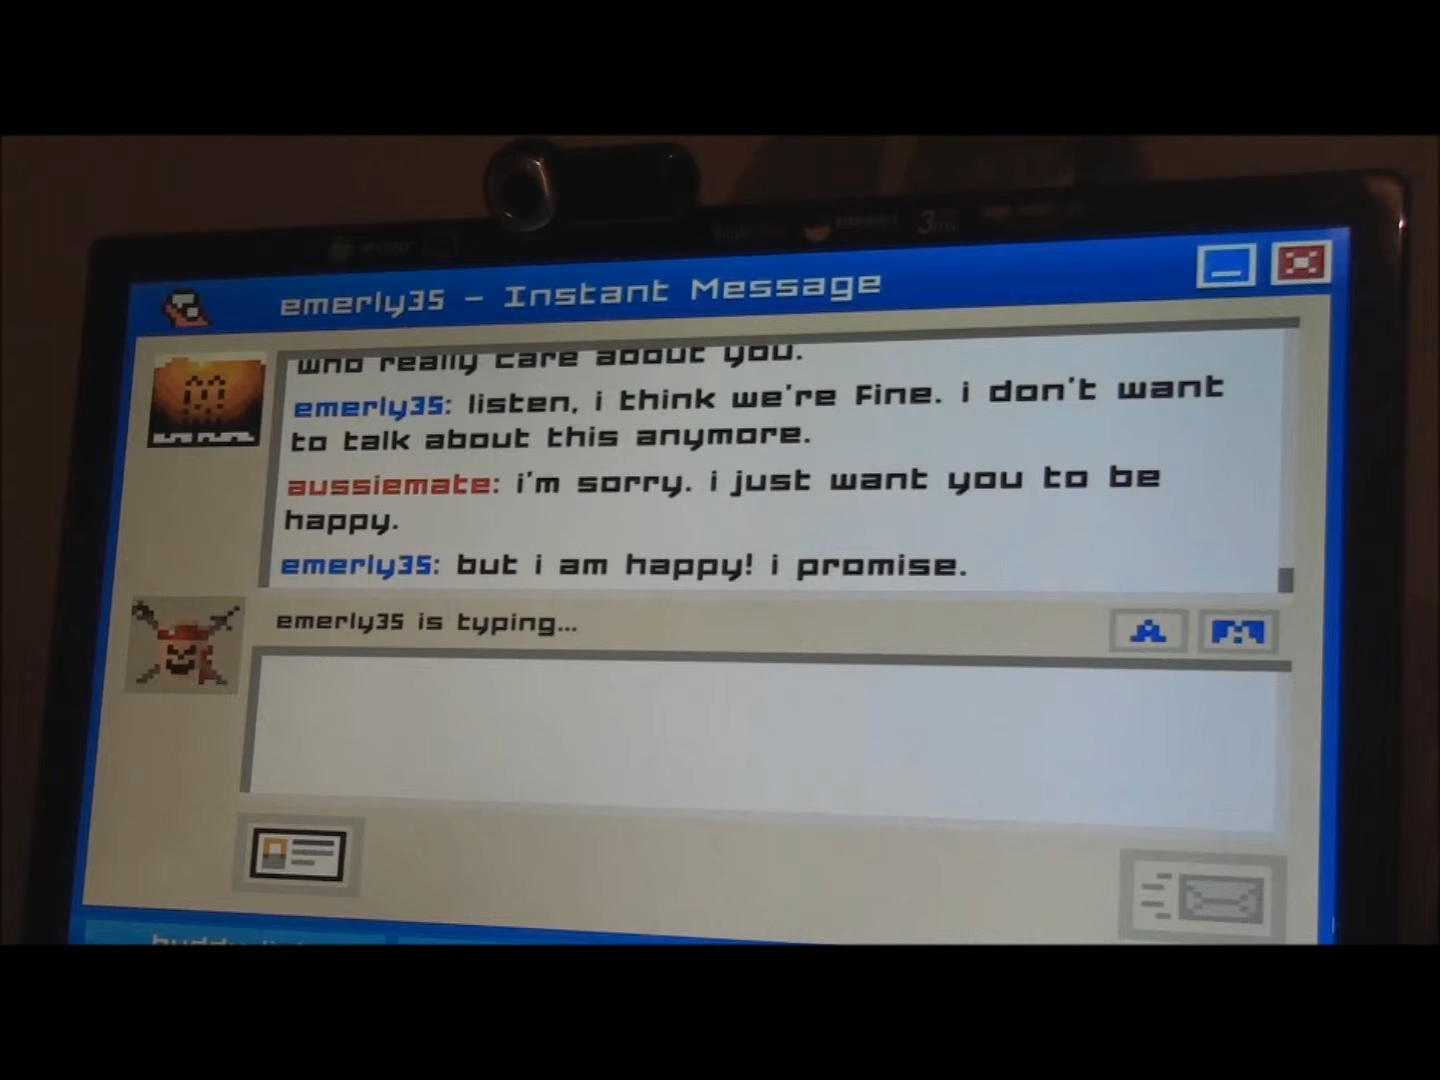 3ms
emerly35 - Instant Message
who really care about you.
emerly35: listen, i think we're fine. i don't want
to talk about this anymore.
aussiemate: i'm sorry. i just want you to be
happy.
emerly35: but i am happy! i promise.
emerly35 is typing...
A